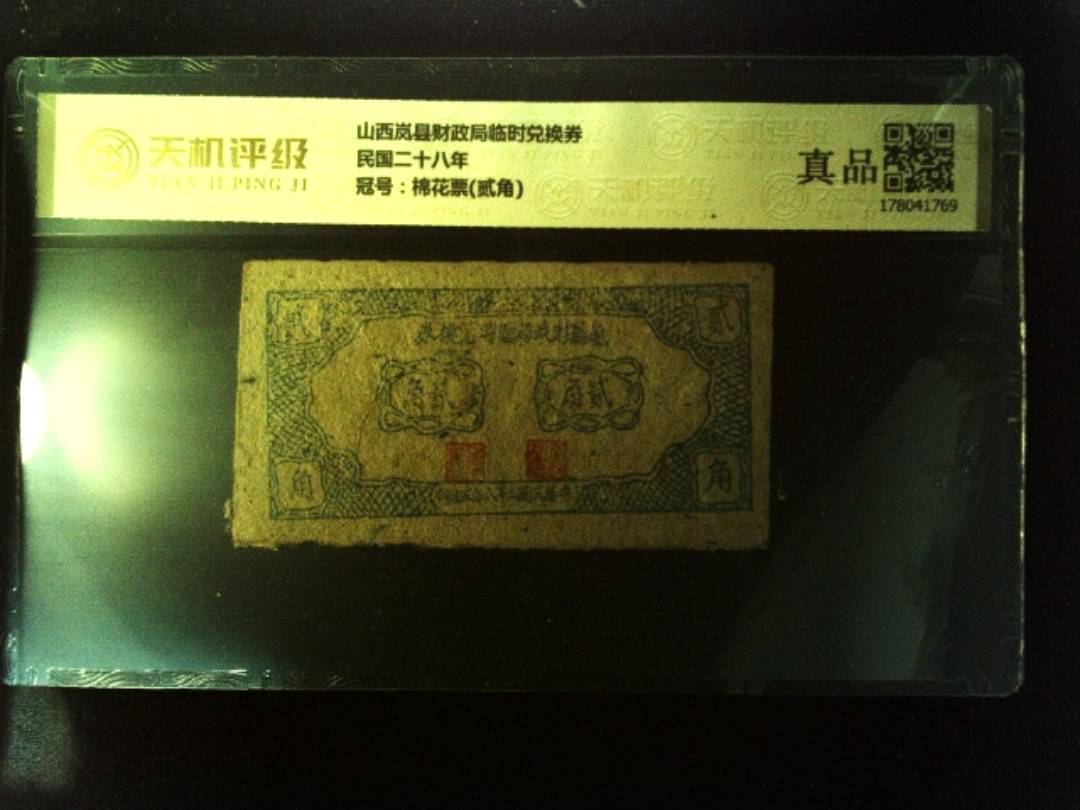 天机评级
TIAN JI PING JI
山西岚县财政局临时兑换券
民国二十八年
冠号：棉花票(贰角)
真品
178041769
贰
贰
贰角
角
角